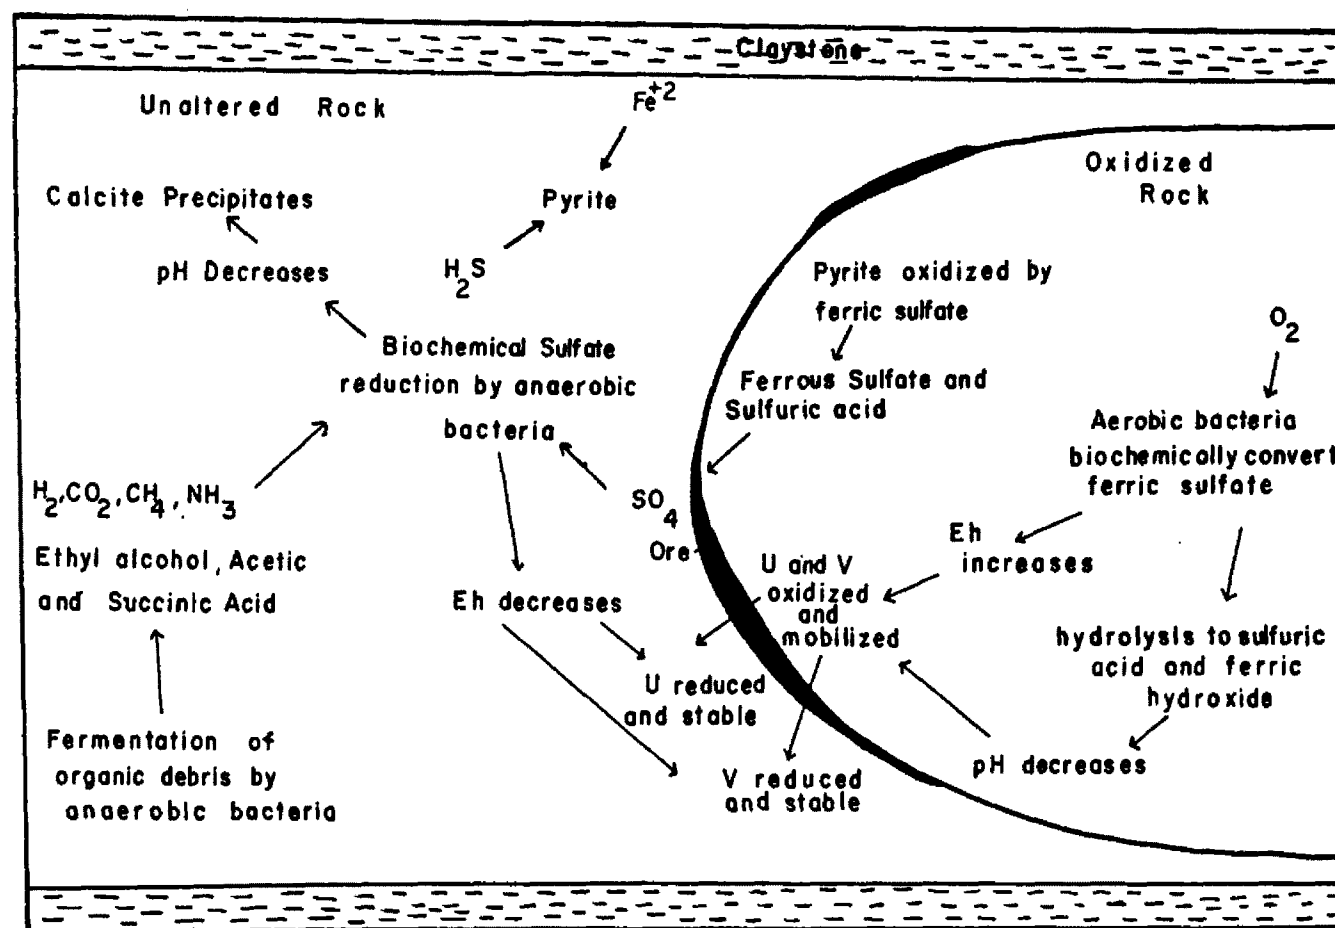 Claystone
Unaltered Rock
Fe+2
Oxidized
Rock
Calcite Precipitates
Pyrite
pH Decreases
H2S
Pyrite oxidized by
ferric sulfate
O2
Biochemical Sulfate
reduction by anaerobic
bacteria
Ferrous Sulfate and
Sulfuric acid
Aerobic bacteria
biochemically convert
ferric sulfate
H2,CO2,CH4,NH3
SO4
Ore
Ethyl alcohol, Acetic
and Succinic Acid
Eh
increases
U and V
oxidized
and
mobilized
Eh decreases
hydrolysis to sulfuric
acid and ferric
hydroxide
U reduced
and stable
Fermentation of
organic debris by
anaerobic bacteria
pH decreases
V reduced
and stable